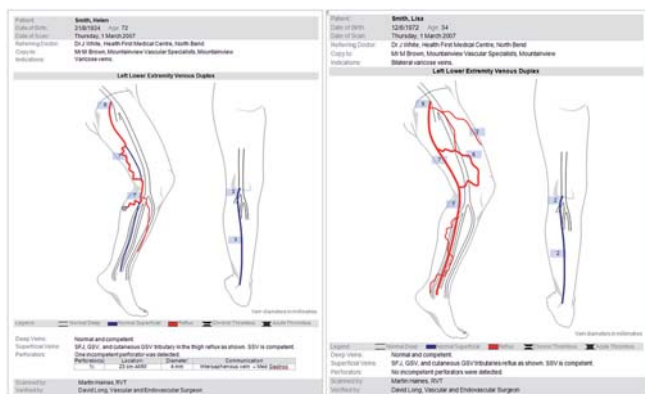 Patient: Smith, Helen
Date of Birth: 21/8/1934 Age: 72
Date of Scan: Thursday, 1 March 2007
Referring Doctor: Dr J White, Health First Medical Centre, North Bend
Copy to: Mr M Brown, Mountainview Vascular Specialists, Mountainview
Indications: Varicose veins.
Left Lower Extremity Venous Duplex
Vein diameters in millimetres
Legend: Normal Deep Normal Superficial Reflux Chronic Thrombus Acute Thrombus
Deep Veins: Normal and competent.
Superficial Veins: SFJ, GSV, and cutaneous GSV tributary in the thigh reflux as shown. SSV is competent.
Perforators: One incompetent perforator was detected.
Perforator(s) Location Diameter Communication
4 mm
Scanned by: Martin Haines, RVT
Verified by: David Long, Vascular and Endovascular Surgeon
Patient: Smith, Lisa
Date of Birth: 12/6/1972 Age: 34
Date of Scan: Thursday, 1 March 2007
Referring Doctor: Dr J White, Health First Medical Centre, North Bend
Copy to: Mr M Brown, Mountainview Vascular Specialists, Mountainview
Indications: Bilateral varicose veins.
Left Lower Extremity Venous Duplex
Vein diameters in millimetres
Legend: Normal Deep Normal Superficial Reflux Chronic Thrombus Acute Thrombus
Deep Veins: Normal and competent.
Superficial Veins: SFJ, GSV, and cutaneous GSV tributaries reflux as shown. SSV is competent.
Perforators: No incompetent perforators were detected.
Scanned by: Martin Haines, RVT
Verified by: David Long, Vascular and Endovascular Surgeon